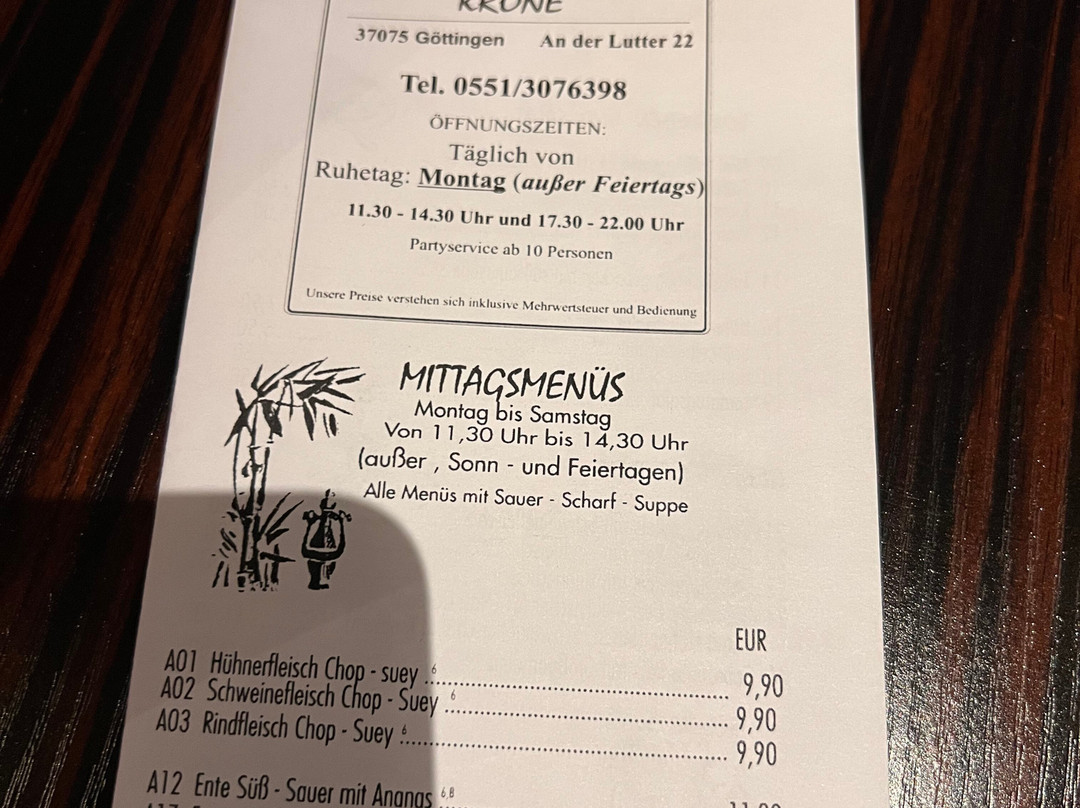 KRONE
37075 Göttingen An der Lutter 22
Tel. 0551/3076398
ÖFFNUNGSZEITEN:
Täglich von
Ruhetag: Montag (außer Feiertags)
11.30 - 14.30 Uhr und 17.30 - 22.00 Uhr
Partyservice ab 10 Personen
Unsere Preise verstehen sich inklusive Mehrwertsteuer und Bedienung
MITTAGSMENÜS
Montag bis Samstag
Von 11,30 Uhr bis 14,30 Uhr
(außer , Sonn - und Feiertagen)
Alle Menüs mit Sauer - Scharf - Suppe
EUR
A01 Hühnerfleisch Chop - suey 6 9,90
A02 Schweinefleisch Chop - Suey 6 9,90
A03 Rindfleisch Chop - Suey 6 9,90
A12 Ente Süß - Sauer mit Ananas 6,8